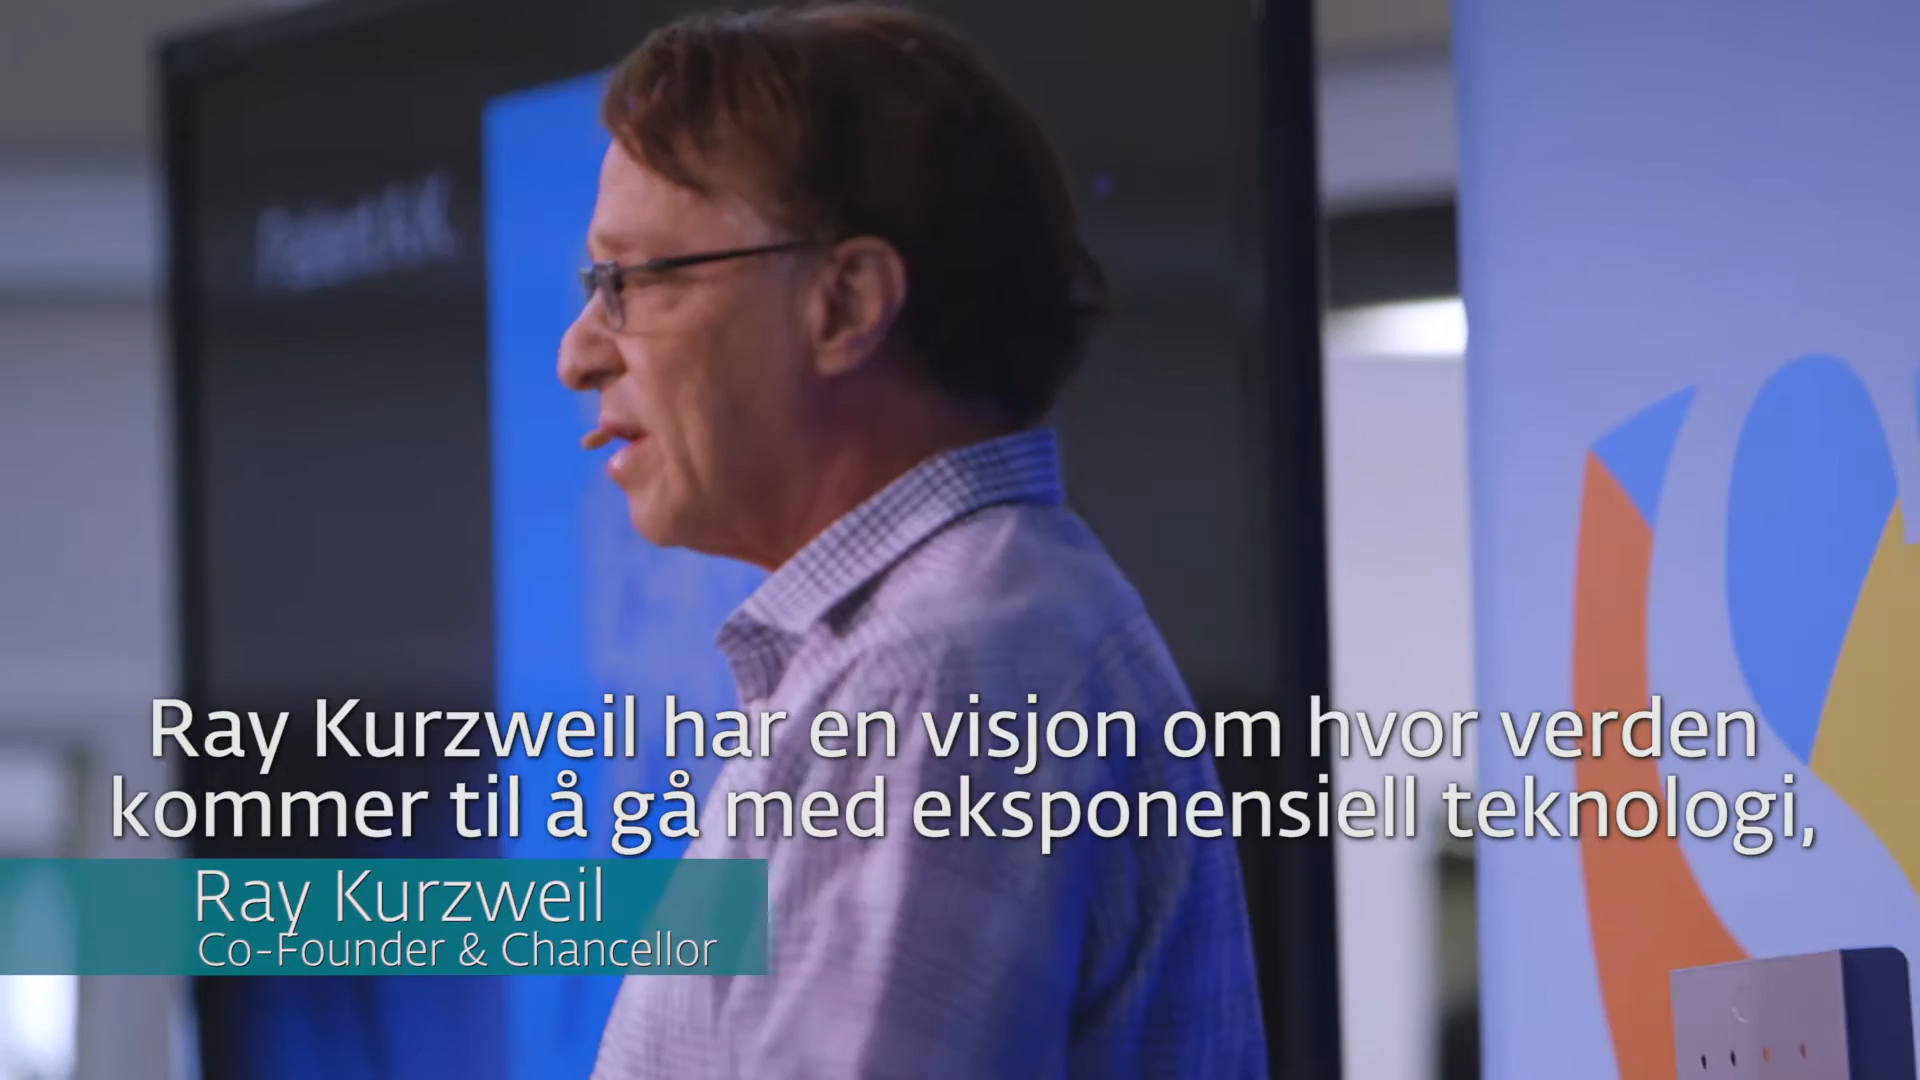 Ray Kurzweil har en visjon om hvor verden
kommer til å gå med eksponensiell teknologi,
Ray Kurzweil
Co-Founder & Chancellor